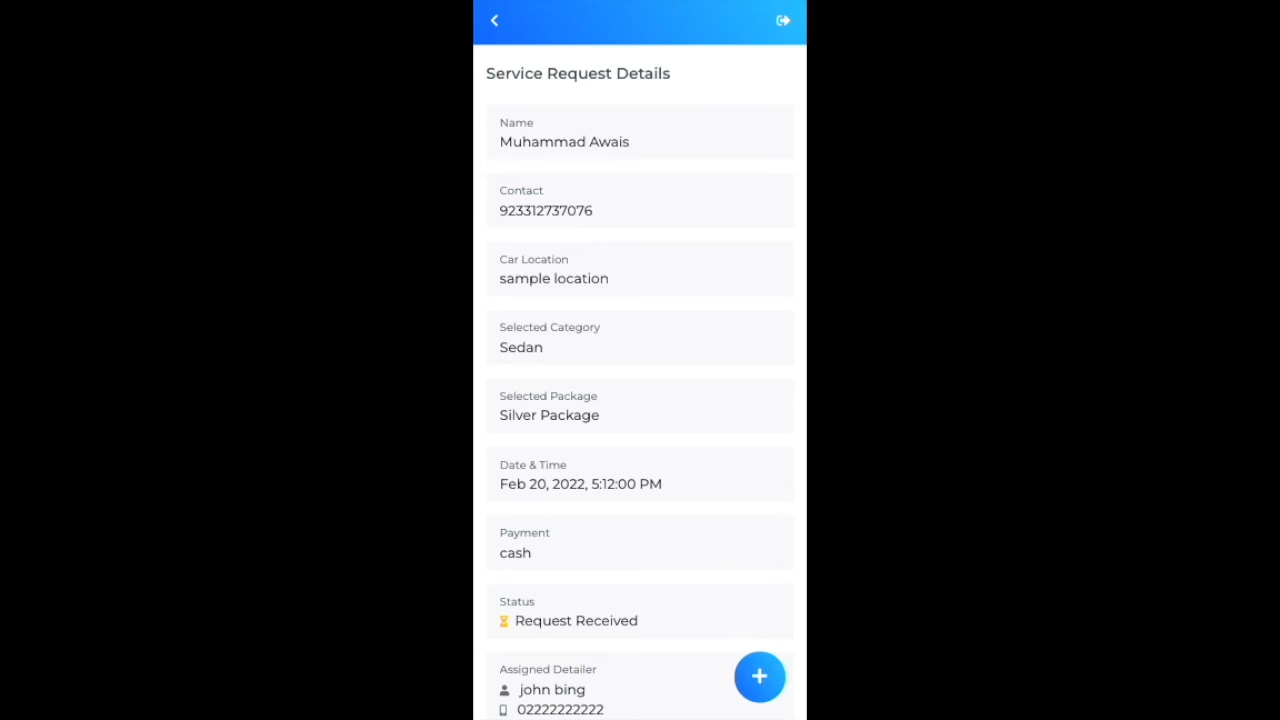 Service Request Details
Name
Muhammad Awais
Contact
923312737076
Car Location
sample location
Selected Category
Sedan
Selected Package
Silver Package
Date & Time
Feb 20, 2022, 5:12:00 PM
Payment
cash
Status
Request Received
Assigned Detailer
john bing
02222222222